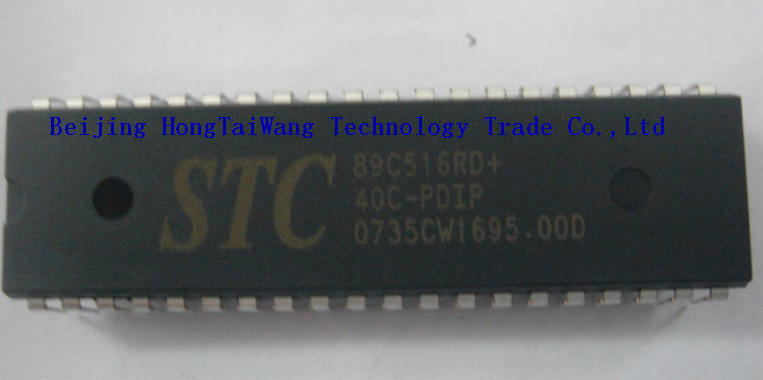 Beijing HongTaiWang Technology Trade Co.,Ltd
STC
89C516RD+
40C-PDIP
0735CW1695.00D